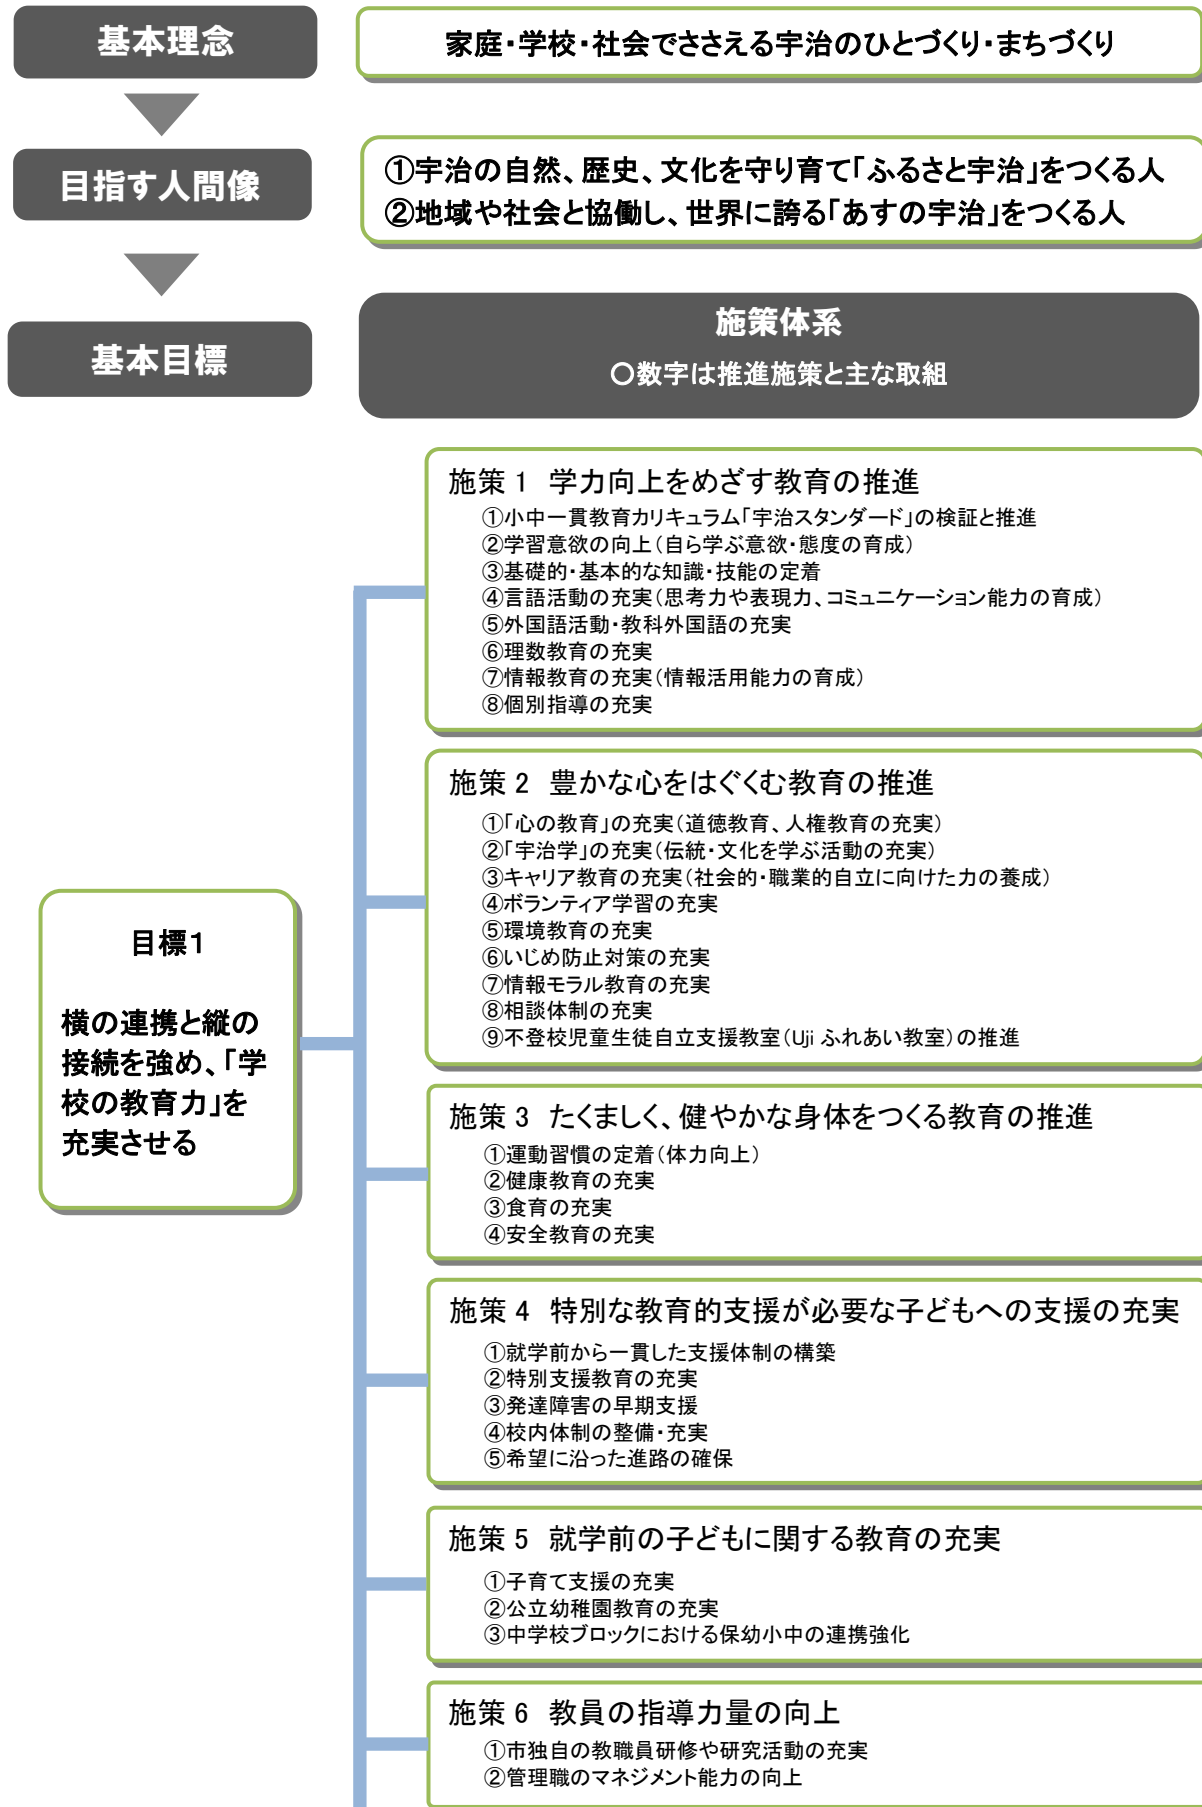 基本理念
家庭・学校・社会でささえる宇治のひとづくり・まちづくり
目指す人間像
①宇治の自然、歴史、文化を守り育て「ふるさと宇治」をつくる人
②地域や社会と協働し、世界に誇る「あすの宇治」をつくる人
基本目標
施策体系
○数字は推進施策と主な取組
目標1
横の連携と縦の
接続を強め、「学
校の教育力」を
充実させる
施策 1 学力向上をめざす教育の推進
①小中一貫教育カリキュラム「宇治スタンダード」の検証と推進
②学習意欲の向上（自ら学ぶ意欲・態度の育成）
③基礎的・基本的な知識・技能の定着
④言語活動の充実（思考力や表現力、コミュニケーション能力の育成）
⑤外国語活動・教科外国語の充実
⑥理数教育の充実
⑦情報教育の充実（情報活用能力の育成）
⑧個別指導の充実
施策 2 豊かな心をはぐくむ教育の推進
①「心の教育」の充実（道徳教育、人権教育の充実）
②「宇治学」の充実（伝統・文化を学ぶ活動の充実）
③キャリア教育の充実（社会的・職業的自立に向けた力の養成）
④ボランティア学習の充実
⑤環境教育の充実
⑥いじめ防止対策の充実
⑦情報モラル教育の充実
⑧相談体制の充実
⑨不登校児童生徒自立支援教室（Uji ふれあい教室）の推進
施策 3 たくましく、健やかな身体をつくる教育の推進
①運動習慣の定着（体力向上）
②健康教育の充実
③食育の充実
④安全教育の充実
施策 4 特別な教育的支援が必要な子どもへの支援の充実
①就学前から一貫した支援体制の構築
②特別支援教育の充実
③発達障害の早期支援
④校内体制の整備・充実
⑤希望に沿った進路の確保
施策 5 就学前の子どもに関する教育の充実
①子育て支援の充実
②公立幼稚園教育の充実
③中学校ブロックにおける保幼小中の連携強化
施策 6 教員の指導力量の向上
①市独自の教職員研修や研究活動の充実
②管理職のマネジメント能力の向上